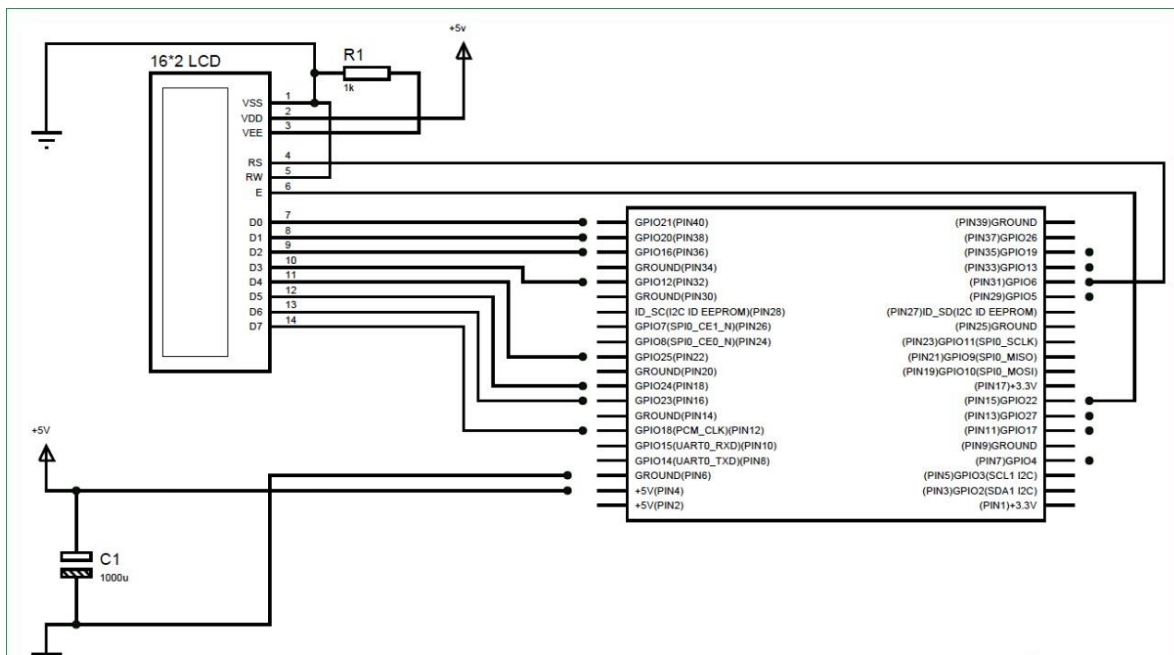 +5v
16*2 LCD
R1
1k
VSS
1
VDD
2
VEE
3
RS
4
RW
5
E
6
D0
7
D1
8
D2
9
D3
10
D4
11
D5
12
D6
13
D7
14
GPIO21(PIN40)
(PIN39)GROUND
GPIO20(PIN38)
(PIN37)GPIO26
GPIO16(PIN36)
(PIN35)GPIO19
GROUND(PIN34)
(PIN33)GPIO13
GPIO12(PIN32)
(PIN31)GPIO6
GROUND(PIN30)
(PIN29)GPIO5
ID_SC(I2C ID EEPROM)(PIN28)
(PIN27)ID_SD(I2C ID EEPROM)
GPIO7(SPI0_CE1_N)(PIN26)
(PIN25)GROUND
GPIO8(SPI0_CE0_N)(PIN24)
(PIN23)GPIO11(SPI0_SCLK)
GPIO25(PIN22)
(PIN21)GPIO9(SPI0_MISO)
GROUND(PIN20)
(PIN19)GPIO10(SPI0_MOSI)
GPIO24(PIN18)
(PIN17)+3.3V
GPIO23(PIN16)
(PIN15)GPIO22
GROUND(PIN14)
(PIN13)GPIO27
GPIO18(PCM_CLK)(PIN12)
(PIN11)GPIO17
GPIO15(UART0_RXD)(PIN10)
(PIN9)GROUND
GPIO14(UART0_TXD)(PIN8)
(PIN7)GPIO4
GROUND(PIN6)
(PIN5)GPIO3(SCL1 I2C)
+5V(PIN4)
(PIN3)GPIO2(SDA1 I2C)
+5V(PIN2)
(PIN1)+3.3V
+5V
C1
1000u